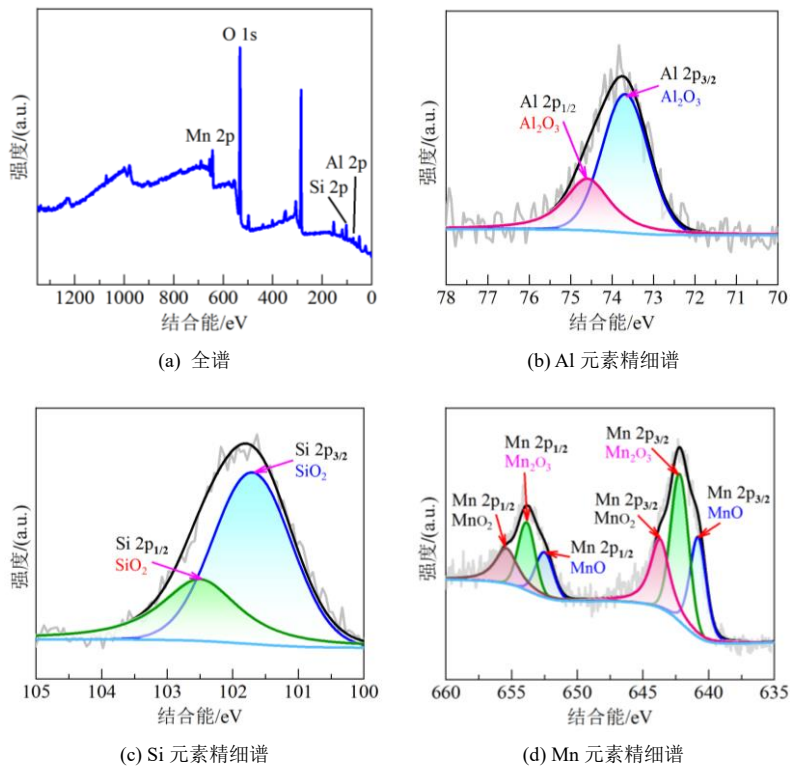 O 1s
Mn 2p
Al 2p
Si 2p
强度/(a.u.)
1200 1000 800 600 400 200 0
结合能/eV
(a) 全谱
Al 2p3/2
Al2O3
Al 2p1/2
Al2O3
强度/(a.u.)
78 77 76 75 74 73 72 71 70
结合能/eV
(b) Al 元素精细谱
Si 2p3/2
SiO2
Si 2p1/2
SiO2
强度/(a.u.)
105 104 103 102 101 100
结合能/eV
(c) Si 元素精细谱
Mn 2p3/2
Mn2O3
Mn 2p1/2
Mn2O3
Mn 2p3/2
MnO
Mn 2p1/2
MnO2
Mn 2p3/2
MnO2
Mn 2p1/2
MnO
强度/(a.u.)
660 655 650 645 640 635
结合能/eV
(d) Mn 元素精细谱